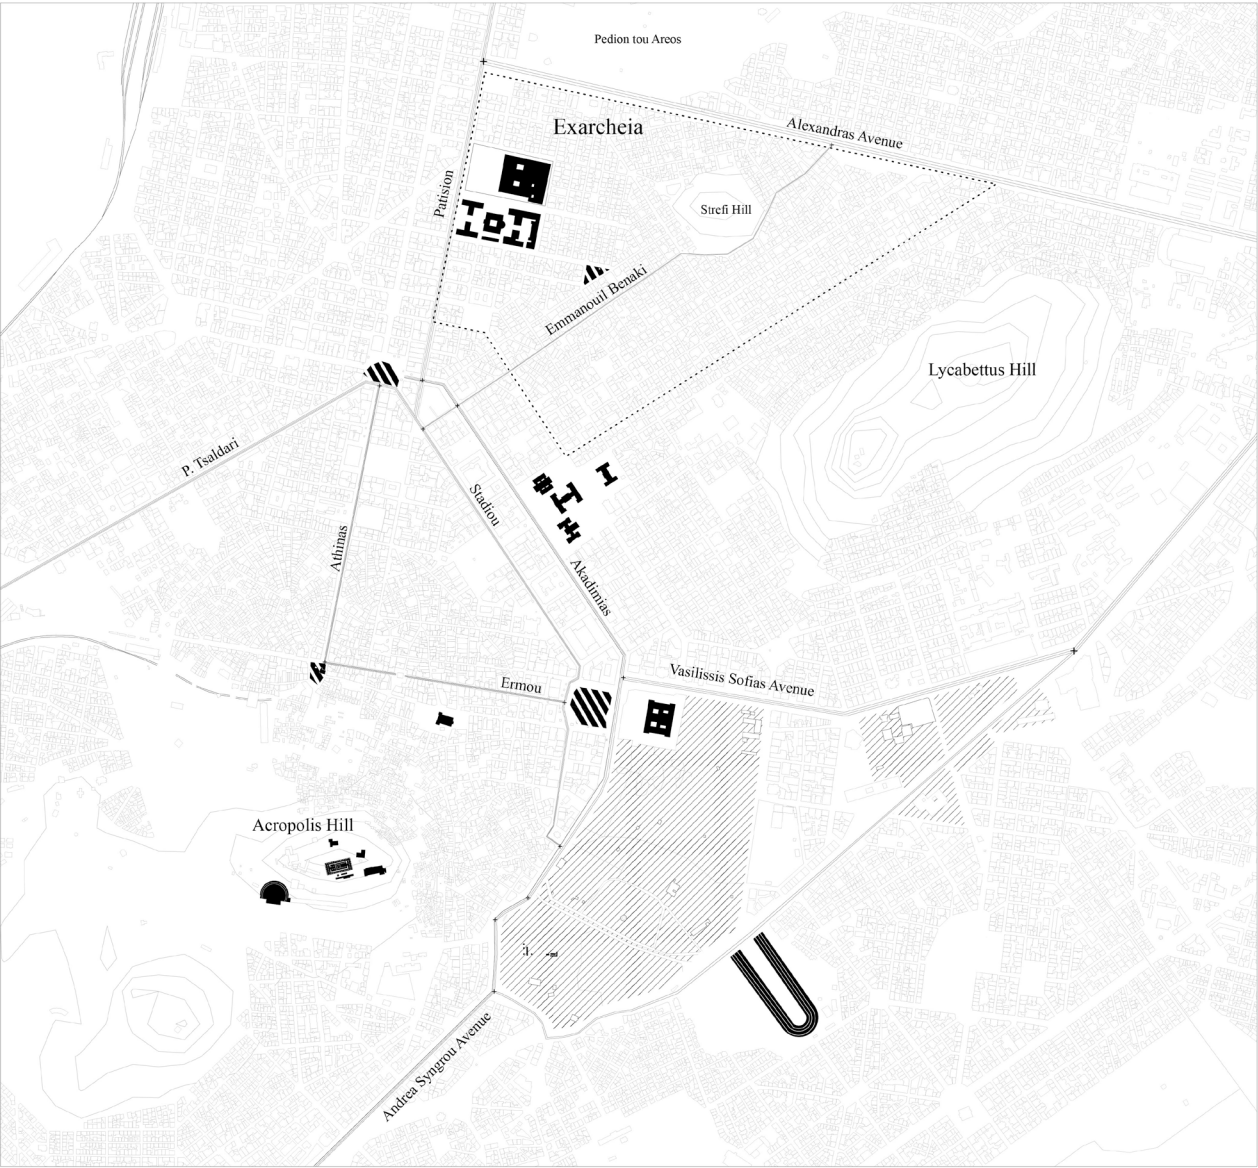 Pedion tou Areos
Exarcheia
Alexandras Avenue
Patision
Strefi Hill
Emmanouil Benaki
Lycabettus Hill
P. Tsaldari
Stadiou
Athinas
Akadimias
Vasilissis Sofias Avenue
Ermou
Acropolis Hill
Andrea Syngrou Avenue